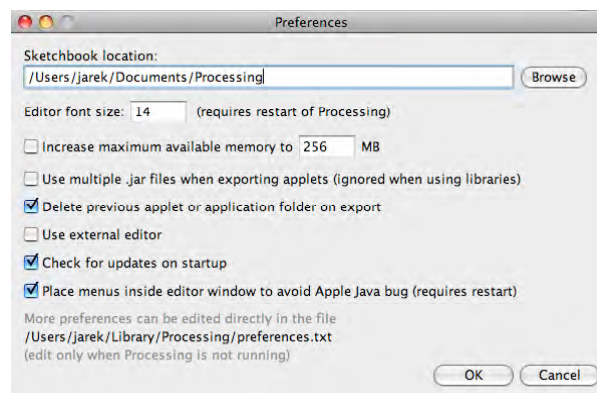 Preferences
Sketchbook location:
/Users/jarek/Documents/Processing
Browse
Editor font size: 14 (requires restart of Processing)
Increase maximum available memory to 256 MB
Use multiple .jar files when exporting applets (ignored when using libraries)
Delete previous applet or application folder on export
Use external editor
Check for updates on startup
Place menus inside editor window to avoid Apple Java bug (requires restart)
More preferences can be edited directly in the file
/Users/jarek/Library/Processing/preferences.txt
(edit only when Processing is not running)
OK Cancel